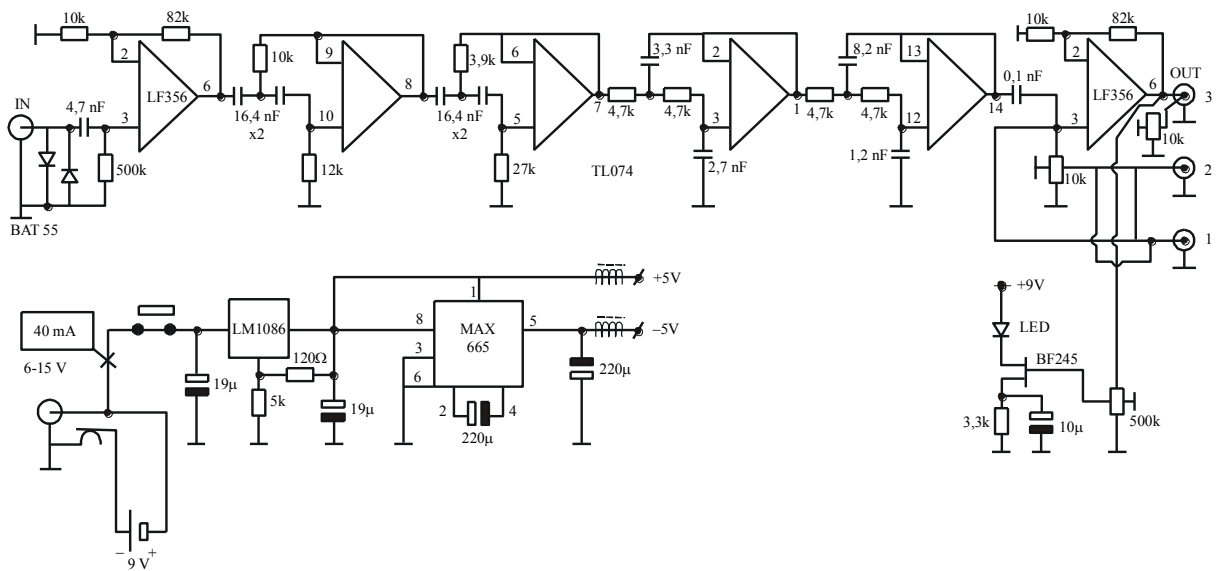 10k
82k
2
LF356
6
IN
4,7 nF
3
500k
BAT 55
10k
9
8
16,4 nF
x2
10
12k
3,9k
6
7
16,4 nF
x2
5
27k
TL074
3,3 nF
2
1
4,7k
4,7k
3
2,7 nF
8,2 nF
13
14
4,7k
4,7k
12
1,2 nF
0,1 nF
10k
82k
2
LF356
6
OUT
3
3
10k
10k
2
1
40 mA
6-15 V
LM1086
120Ω
19µ
5k
19µ
1
8
MAX
665
5
3
6
2
4
220µ
220µ
+5V
–5V
– +
9 V
+9V
LED
BF245
3,3k
10µ
500k